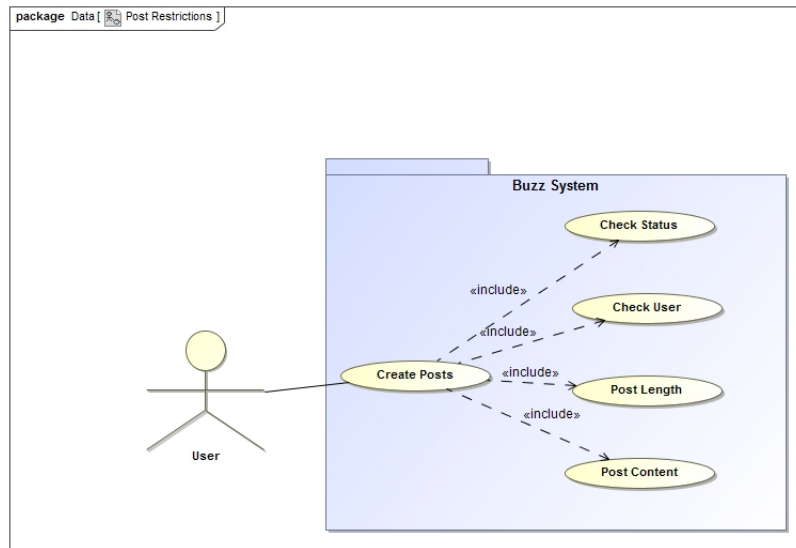 package Data[ Post Restrictions ]
Buzz System
Check Status
«include»
Check User
«include»
Create Posts
«include»
Post Length
«include»
User
Post Content